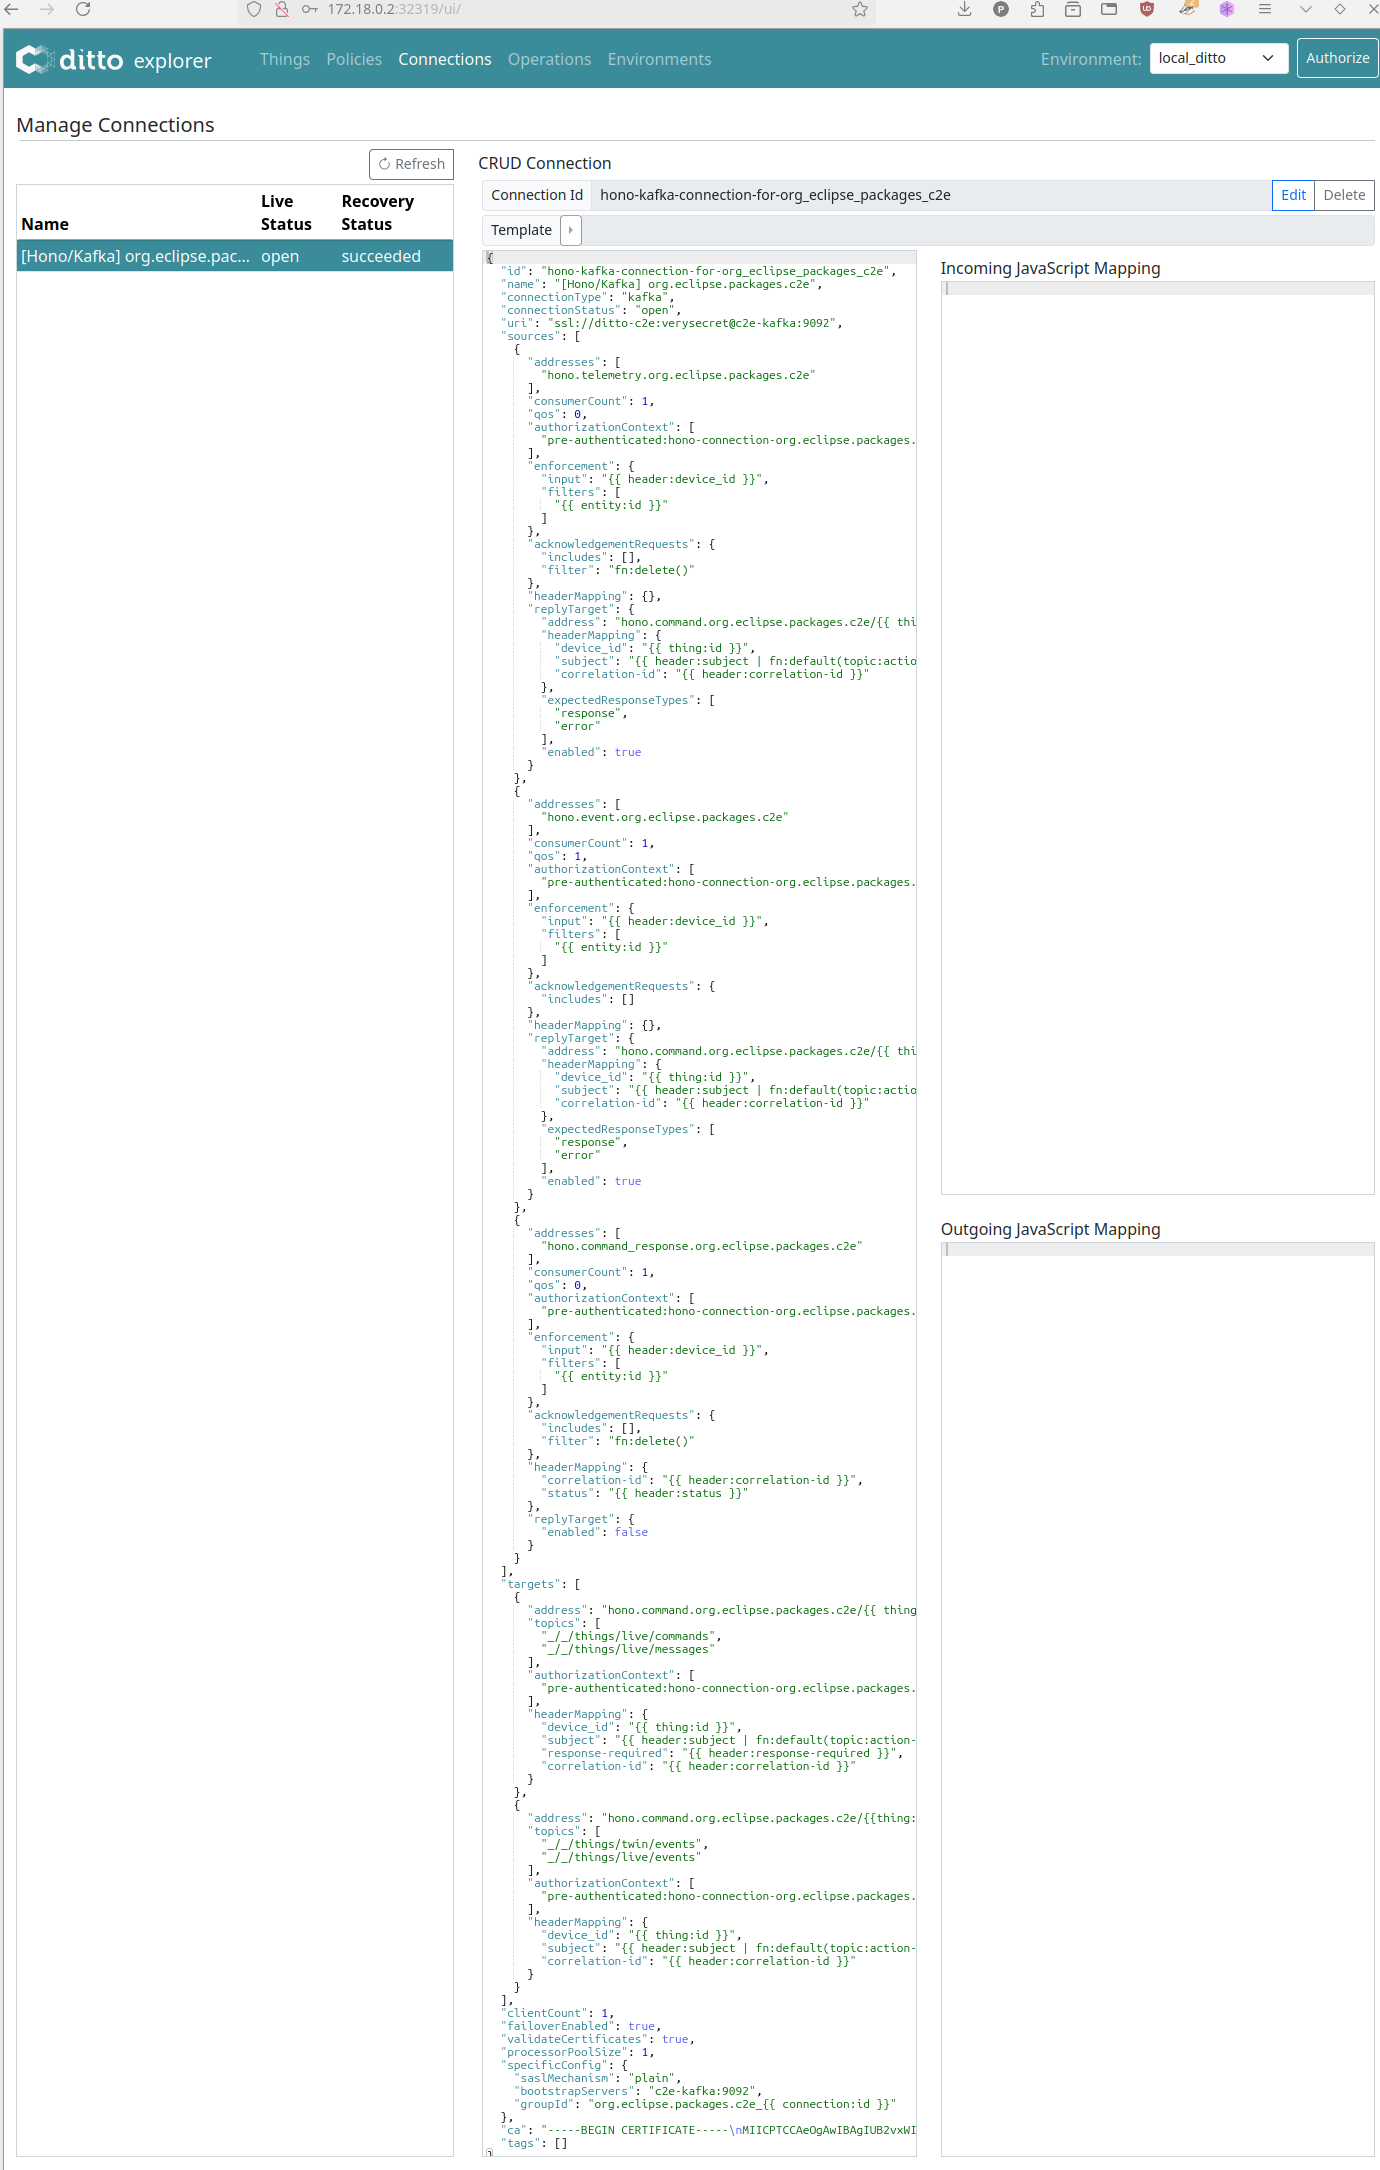 172.18.0.2:32319/ui/
ditto explorer Things Policies Connections Operations Environments Environment: local_ditto Authorize
Manage Connections
Refresh
Name Live Status Recovery Status
[Hono/Kafka] org.eclipse.pac... open succeeded
CRUD Connection
Connection Id hono-kafka-connection-for-org_eclipse_packages_c2e Edit Delete
Template
{
"id": "hono-kafka-connection-for-org_eclipse_packages_c2e",
"name": "[Hono/Kafka] org.eclipse.packages.c2e",
"connectionType": "kafka",
"connectionStatus": "open",
"uri": "ssl://ditto-c2e:verysecret@c2e-kafka:9092",
"sources": [
{
"addresses": [
"hono.telemetry.org.eclipse.packages.c2e"
],
"consumerCount": 1,
"qos": 0,
"authorizationContext": [
"pre-authenticated:hono-connection-org.eclipse.packages.
],
"enforcement": {
"input": "{{ header:device_id }}",
"filters": [
"{{ entity:id }}"
]
},
"acknowledgementRequests": {
"includes": [],
"filter": "fn:delete()"
},
"headerMapping": {},
"replyTarget": {
"address": "hono.command.org.eclipse.packages.c2e/{{ thi
"headerMapping": {
"device_id": "{{ thing:id }}",
"subject": "{{ header:subject | fn:default(topic:actio
"correlation-id": "{{ header:correlation-id }}"
},
"expectedResponseTypes": [
"response",
"error"
],
"enabled": true
}
},
{
"addresses": [
"hono.event.org.eclipse.packages.c2e"
],
"consumerCount": 1,
"qos": 1,
"authorizationContext": [
"pre-authenticated:hono-connection-org.eclipse.packages.
],
"enforcement": {
"input": "{{ header:device_id }}",
"filters": [
"{{ entity:id }}"
]
},
"acknowledgementRequests": {
"includes": []
},
"headerMapping": {},
"replyTarget": {
"address": "hono.command.org.eclipse.packages.c2e/{{ thi
"headerMapping": {
"device_id": "{{ thing:id }}",
"subject": "{{ header:subject | fn:default(topic:actio
"correlation-id": "{{ header:correlation-id }}"
},
"expectedResponseTypes": [
"response",
"error"
],
"enabled": true
}
},
{
"addresses": [
"hono.command_response.org.eclipse.packages.c2e"
],
"consumerCount": 1,
"qos": 0,
"authorizationContext": [
"pre-authenticated:hono-connection-org.eclipse.packages.
],
"enforcement": {
"input": "{{ header:device_id }}",
"filters": [
"{{ entity:id }}"
]
},
"acknowledgementRequests": {
"includes": [],
"filter": "fn:delete()"
},
"headerMapping": {
"correlation-id": "{{ header:correlation-id }}",
"status": "{{ header:status }}"
},
"replyTarget": {
"enabled": false
}
}
],
"targets": [
{
"address": "hono.command.org.eclipse.packages.c2e/{{ thing
"topics": [
"_/_/things/live/commands",
"_/_/things/live/messages"
],
"authorizationContext": [
"pre-authenticated:hono-connection-org.eclipse.packages.
],
"headerMapping": {
"device_id": "{{ thing:id }}",
"subject": "{{ header:subject | fn:default(topic:action-
"response-required": "{{ header:response-required }}",
"correlation-id": "{{ header:correlation-id }}"
}
},
{
"address": "hono.command.org.eclipse.packages.c2e/{{thing:
"topics": [
"_/_/things/twin/events",
"_/_/things/live/events"
],
"authorizationContext": [
"pre-authenticated:hono-connection-org.eclipse.packages.
],
"headerMapping": {
"device_id": "{{ thing:id }}",
"subject": "{{ header:subject | fn:default(topic:action-
"correlation-id": "{{ header:correlation-id }}"
}
}
],
"clientCount": 1,
"failoverEnabled": true,
"validateCertificates": true,
"processorPoolSize": 1,
"specificConfig": {
"saslMechanism": "plain",
"bootstrapServers": "c2e-kafka:9092",
"groupId": "org.eclipse.packages.c2e_{{ connection:id }}"
},
"ca": "-----BEGIN CERTIFICATE-----\nMIICPTCCAeOgAwIBAgIUB2vxWI
"tags": []
}
Incoming JavaScript Mapping
Outgoing JavaScript Mapping